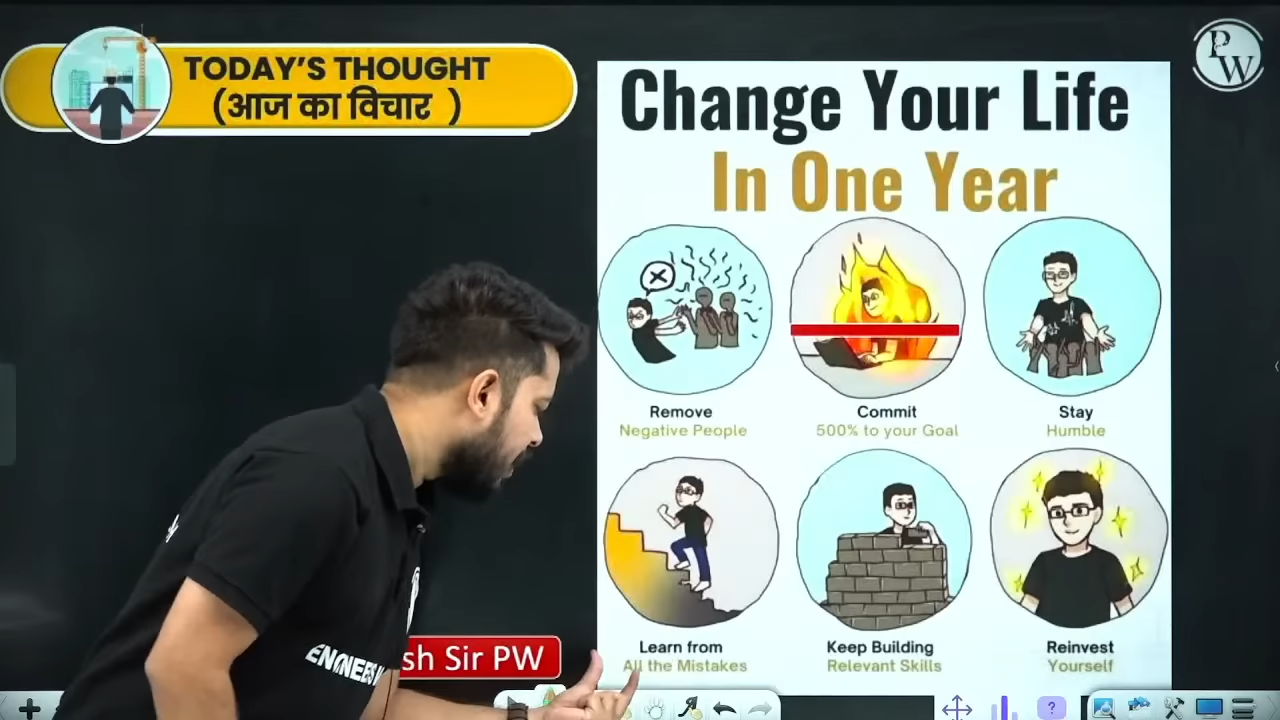 TODAY'S THOUGHT
(आज का विचार )
PW
Change Your Life
In One Year
Remove
Negative People
Commit
500% to your Goal
Stay
Humble
Learn from
All the Mistakes
Keep Building
Relevant Skills
Reinvest
Yourself
sh Sir PW
?